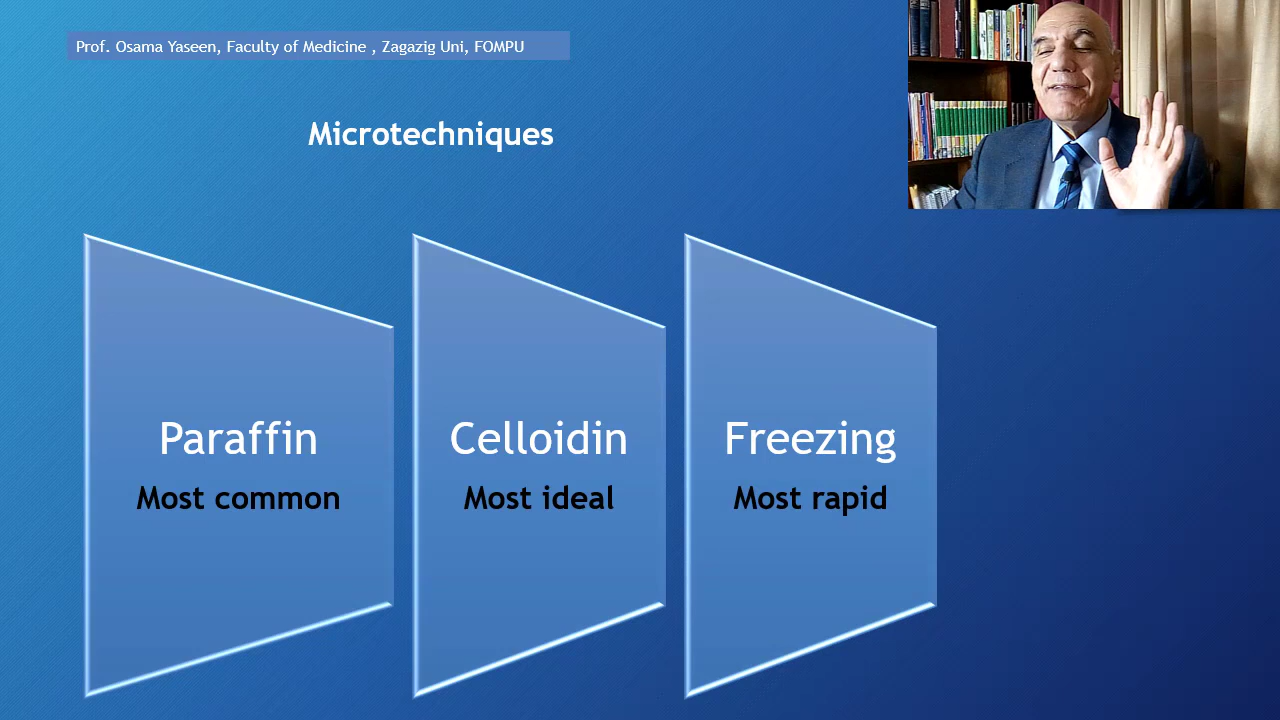 Prof. Osama Yaseen, Faculty of Medicine , Zagazig Uni, FOMPU
Microtechniques
Paraffin
Most common
Celloidin
Most ideal
Freezing
Most rapid